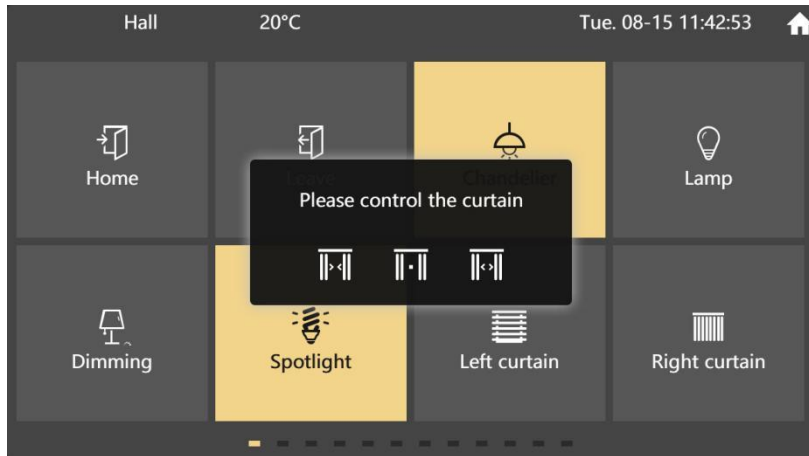 Hall 20°C Tue. 08-15 11:42:53
Home Leave Chandelier Lamp
Please control the curtain
Dimming Spotlight Left curtain Right curtain